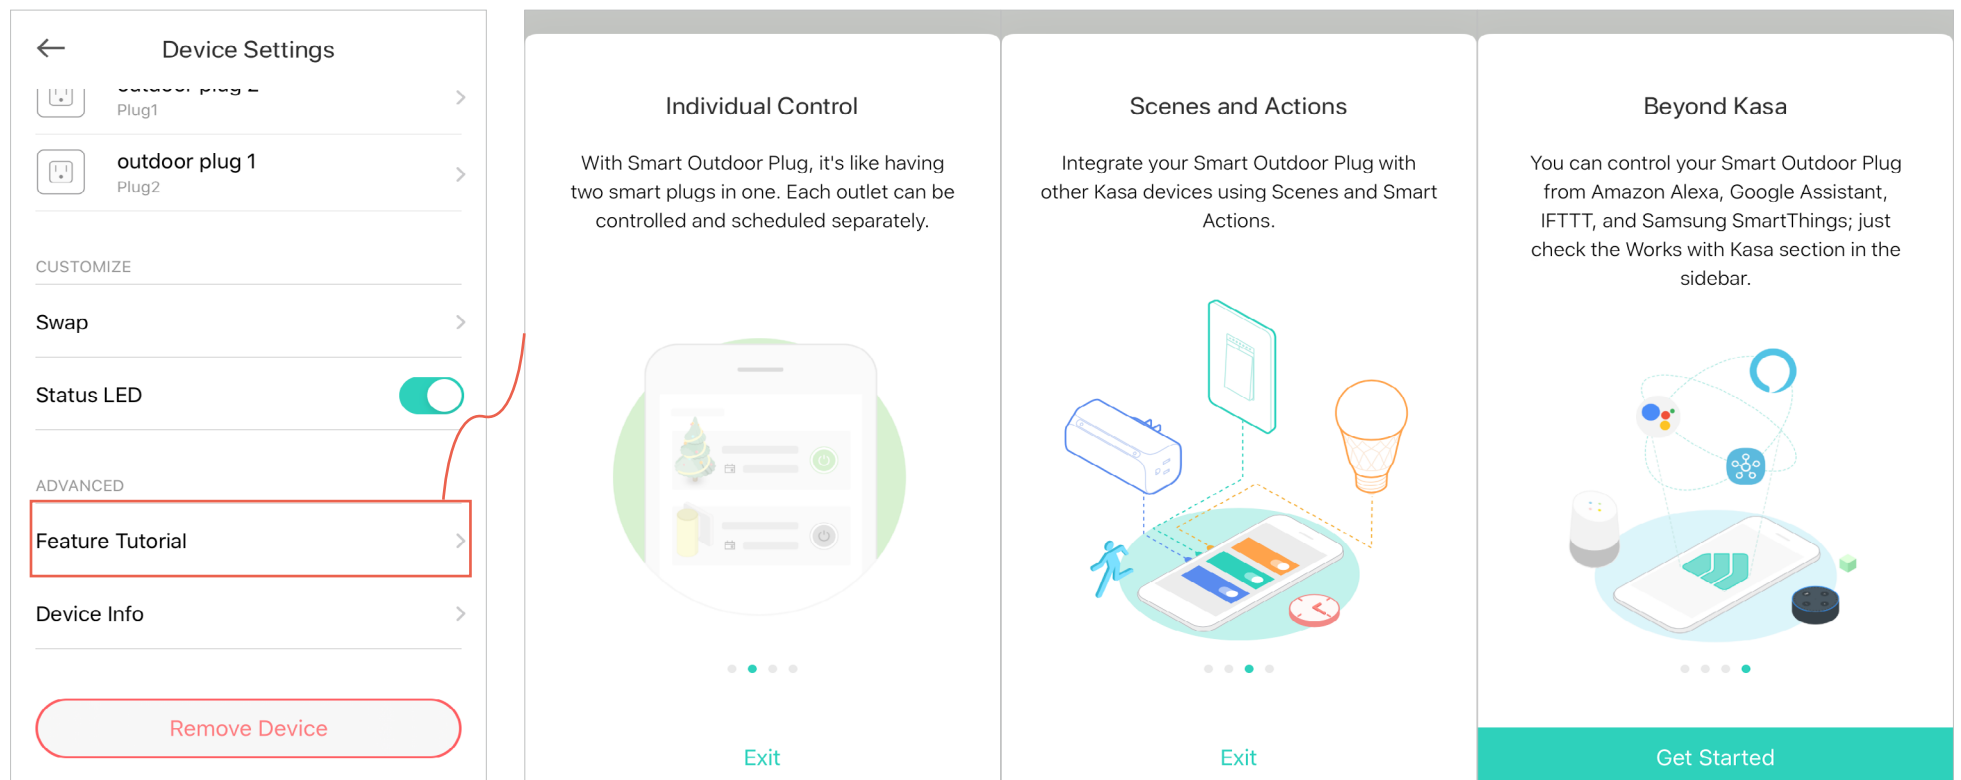 Device Settings
outdoor plug 2
Plug1
outdoor plug 1
Plug2
CUSTOMIZE
Swap
Status LED
ADVANCED
Feature Tutorial
Device Info
Remove Device
Individual Control
With Smart Outdoor Plug, it's like having
two smart plugs in one. Each outlet can be
controlled and scheduled separately.
Exit
Scenes and Actions
Integrate your Smart Outdoor Plug with
other Kasa devices using Scenes and Smart
Actions.
Exit
Beyond Kasa
You can control your Smart Outdoor Plug
from Amazon Alexa, Google Assistant,
IFTTT, and Samsung SmartThings; just
check the Works with Kasa section in the
sidebar.
Get Started